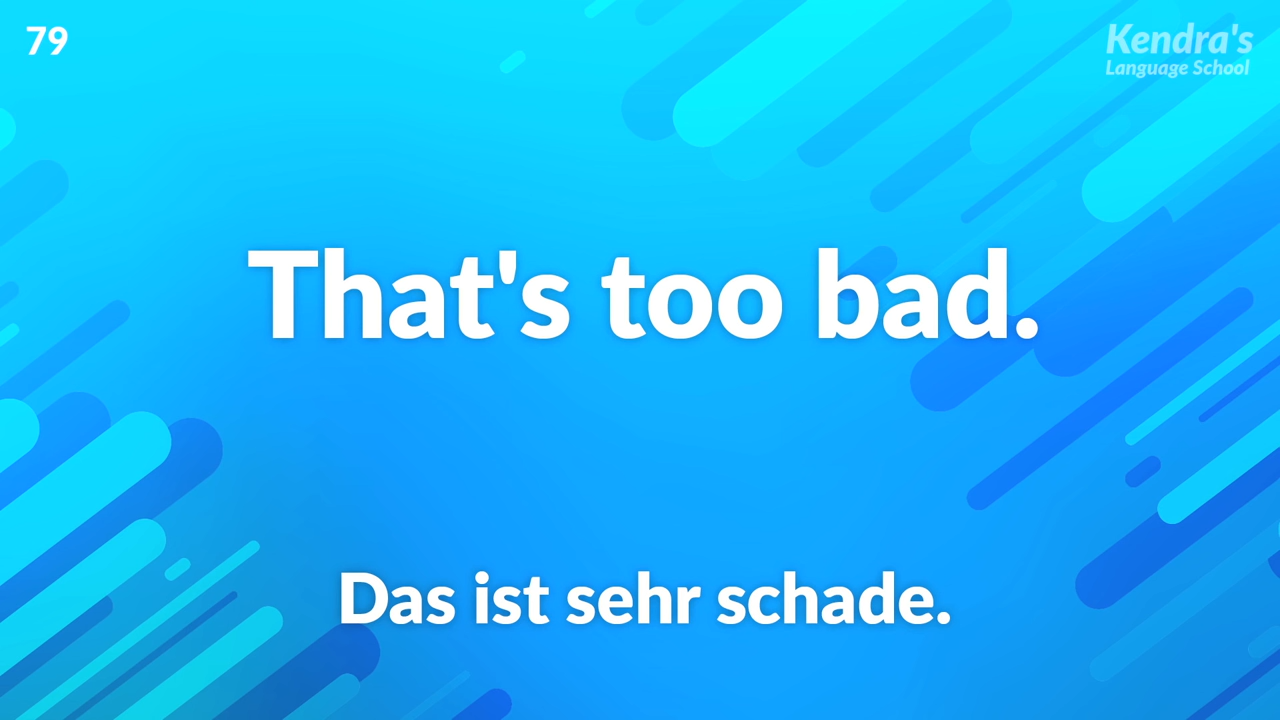 79
Kendra's
Language School
That's too bad.
Das ist sehr schade.